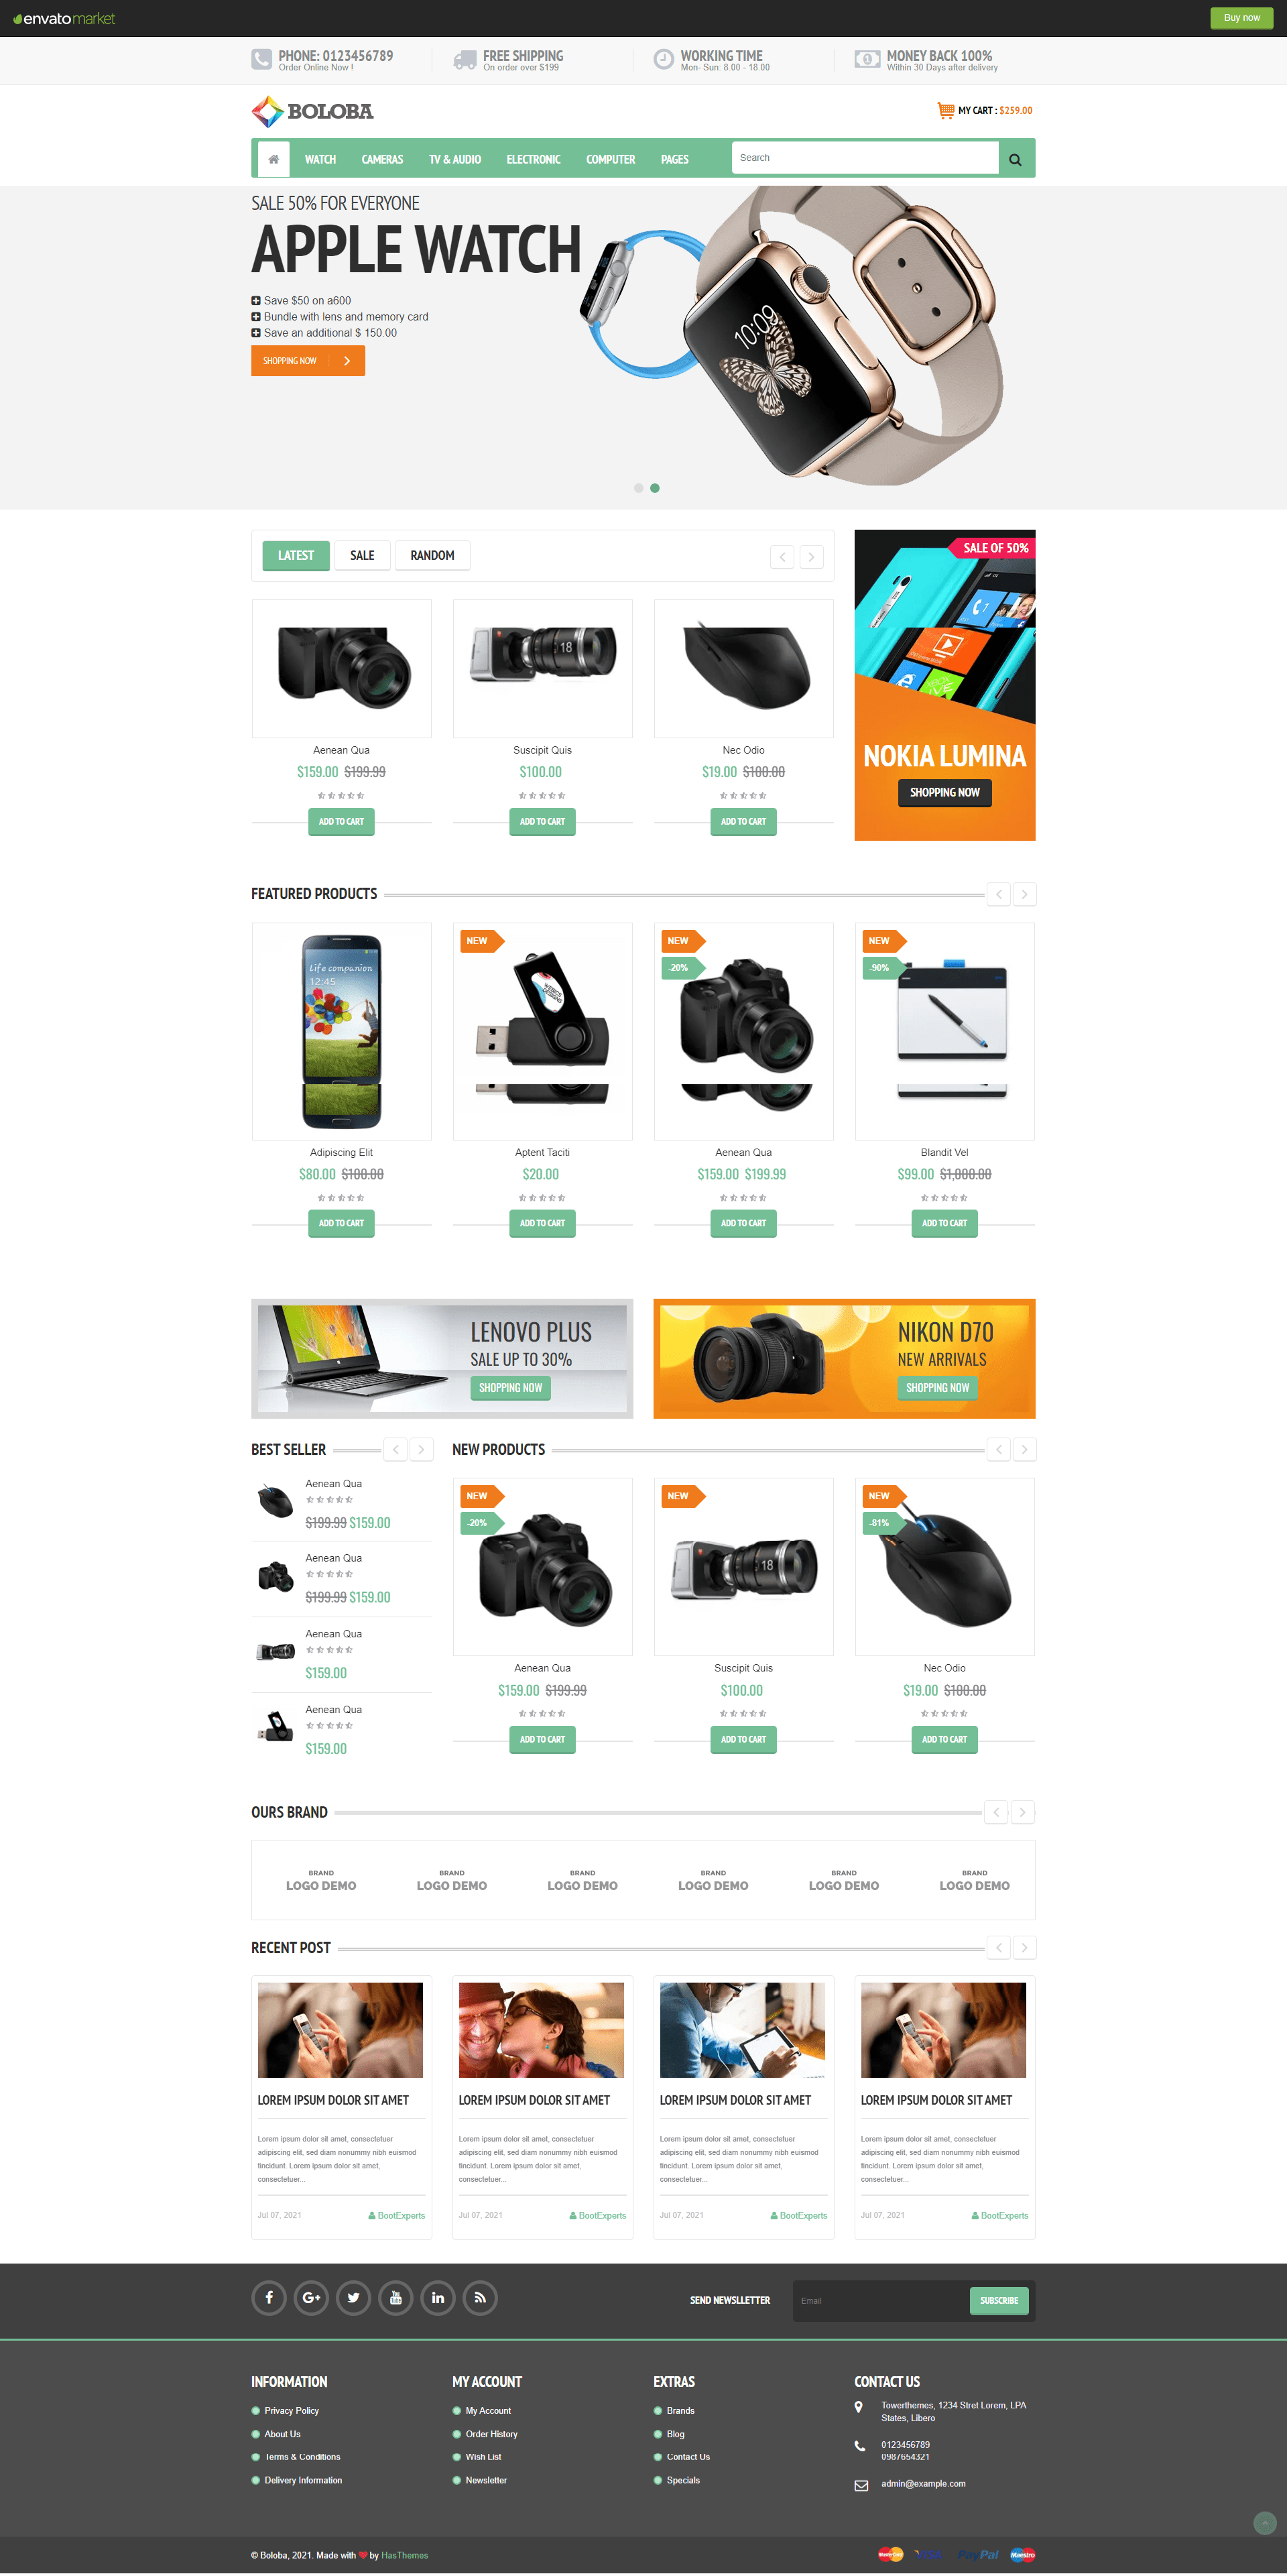 envatomarket
Buy now
PHONE: 0123456789
Order Online Now !
FREE SHIPPING
On order over $199
WORKING TIME
Mon- Sun: 8.00 - 18.00
MONEY BACK 100%
Within 30 Days after delivery
BOLOBA
MY CART : $259.00
WATCH CAMERAS TV & AUDIO ELECTRONIC COMPUTER PAGES
Search
SALE 50% FOR EVERYONE
APPLE WATCH
Save $50 on a600
Bundle with lens and memory card
Save an additional $ 150.00
SHOPPING NOW
10:09
LATEST SALE RANDOM
SALE OF 50%
NOKIA LUMINA
SHOPPING NOW
18
Aenean Qua
$159.00 $199.99
ADD TO CART
Suscipit Quis
$100.00
ADD TO CART
Nec Odio
$19.00 $100.00
ADD TO CART
FEATURED PRODUCTS
Life companion
12:45
Adipiscing Elit
$80.00 $100.00
ADD TO CART
NEW
Aptent Taciti
$20.00
ADD TO CART
NEW
-20%
Aenean Qua
$159.00 $199.99
ADD TO CART
NEW
-90%
Blandit Vel
$99.00 $1,000.00
ADD TO CART
LENOVO PLUS
SALE UP TO 30%
SHOPPING NOW
NIKON D70
NEW ARRIVALS
SHOPPING NOW
BEST SELLER
Aenean Qua
$199.99 $159.00
Aenean Qua
$199.99 $159.00
Aenean Qua
$159.00
Aenean Qua
$159.00
NEW PRODUCTS
NEW
-20%
Aenean Qua
$159.00 $199.99
ADD TO CART
NEW
18
Suscipit Quis
$100.00
ADD TO CART
NEW
-81%
Nec Odio
$19.00 $100.00
ADD TO CART
OURS BRAND
BRAND
LOGO DEMO
BRAND
LOGO DEMO
BRAND
LOGO DEMO
BRAND
LOGO DEMO
BRAND
LOGO DEMO
BRAND
LOGO DEMO
RECENT POST
LOREM IPSUM DOLOR SIT AMET
Lorem ipsum dolor sit amet, consectetuer
adipiscing elit, sed diam nonummy nibh euismod
tincidunt. Lorem ipsum dolor sit amet,
consectetuer...
Jul 07, 2021 BootExperts
LOREM IPSUM DOLOR SIT AMET
Lorem ipsum dolor sit amet, consectetuer
adipiscing elit, sed diam nonummy nibh euismod
tincidunt. Lorem ipsum dolor sit amet,
consectetuer...
Jul 07, 2021 BootExperts
LOREM IPSUM DOLOR SIT AMET
Lorem ipsum dolor sit amet, consectetuer
adipiscing elit, sed diam nonummy nibh euismod
tincidunt. Lorem ipsum dolor sit amet,
consectetuer...
Jul 07, 2021 BootExperts
LOREM IPSUM DOLOR SIT AMET
Lorem ipsum dolor sit amet, consectetuer
adipiscing elit, sed diam nonummy nibh euismod
tincidunt. Lorem ipsum dolor sit amet,
consectetuer...
Jul 07, 2021 BootExperts
SEND NEWSLLETTER
Email
SUBSCRIBE
INFORMATION
Privacy Policy
About Us
Terms & Conditions
Delivery Information
MY ACCOUNT
My Account
Order History
Wish List
Newsletter
EXTRAS
Brands
Blog
Contact Us
Specials
CONTACT US
Towerthemes, 1234 Stret Lorem, LPA
States, Libero
0123456789
0987654321
admin@example.com
© Boloba, 2021. Made with by HasThemes
MasterCard VISA PayPal Maestro